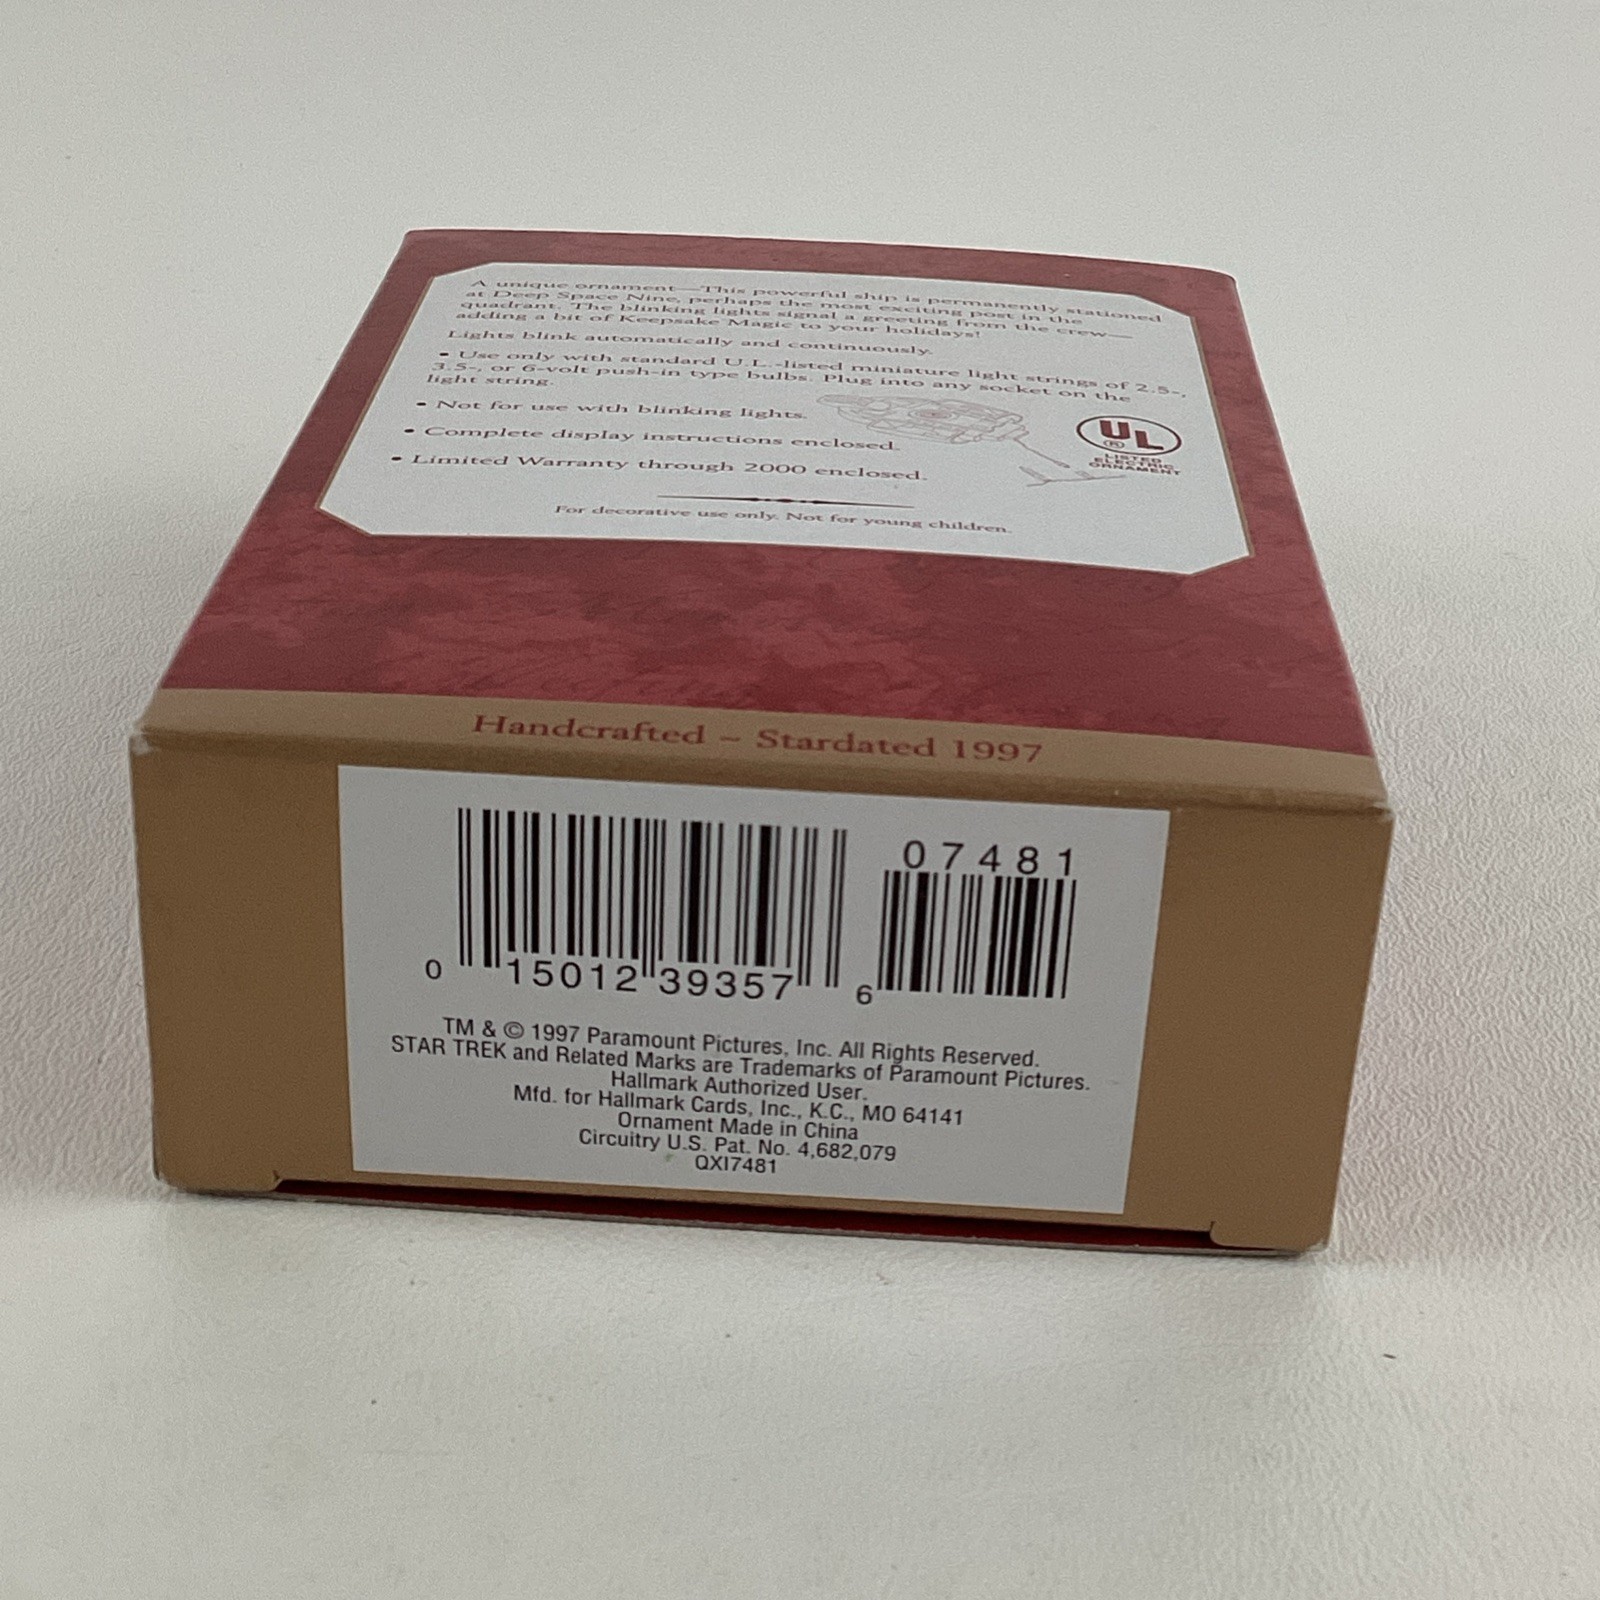 A unique ornament—This powerful ship is permanently stationed
at Deep Space Nine, perhaps the most exciting post in the
quadrant. The blinking lights signal a greeting from the crew—
adding a bit of Keepsake Magic to your holidays!
Lights blink automatically and continuously.
• Use only with standard U.L.-listed miniature light strings of 2.5-,
3.5-, or 6-volt push-in type bulbs. Plug into any socket on the
light string.
• Not for use with blinking lights.
• Complete display instructions enclosed.
• Limited Warranty through 2000 enclosed.
UL
®
LISTED
ELECTRIC
ORNAMENT
For decorative use only. Not for young children.
Handcrafted ~ Stardated 1997
07481
0 15012 39357 6
TM & © 1997 Paramount Pictures, Inc. All Rights Reserved.
STAR TREK and Related Marks are Trademarks of Paramount Pictures.
Hallmark Authorized User.
Mfd. for Hallmark Cards, Inc., K.C., MO 64141
Ornament Made in China
Circuitry U.S. Pat. No. 4,682,079
QXI7481